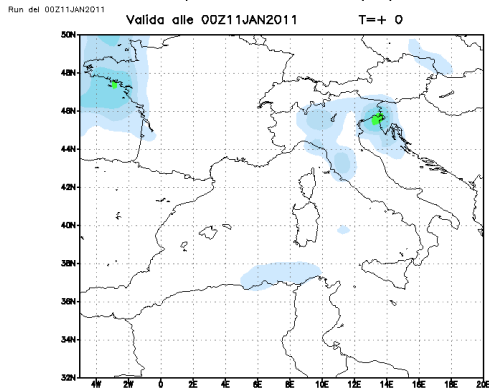 Run del 00Z11JAN2011
Valida alle 00Z11JAN2011 T=+ 0
50N
48N
46N
44N
42N
40N
38N
36N
34N
32N
4W 2W 0 2E 4E 6E 8E 10E 12E 14E 16E 18E 20E